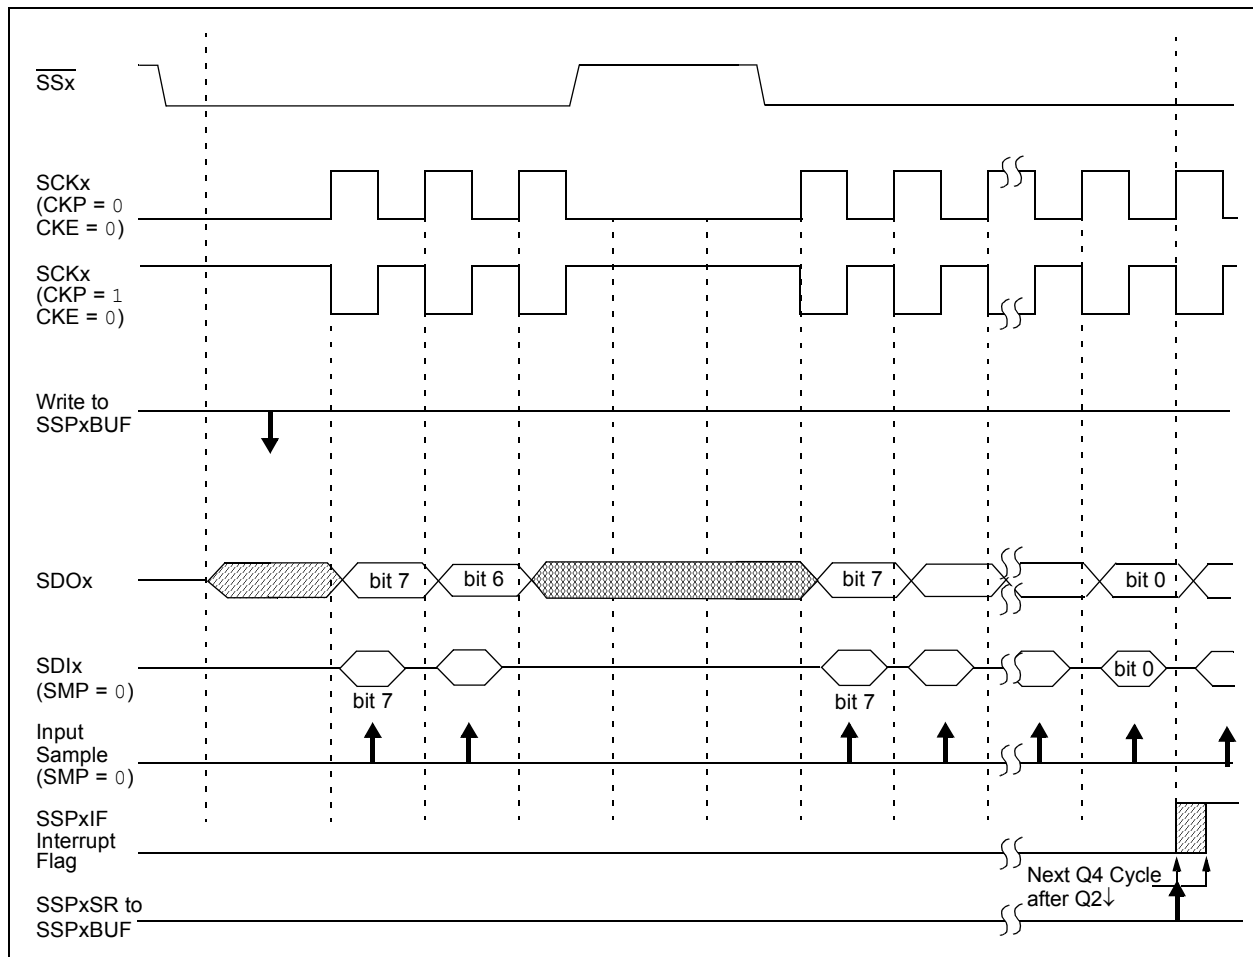 SSx
SCKx
(CKP = 0
CKE = 0)
SCKx
(CKP = 1
CKE = 0)
Write to
SSPxBUF
SDOx
bit 7
bit 6
bit 7
bit 0
SDIx
(SMP = 0)
bit 7
bit 7
bit 0
Input
Sample
(SMP = 0)
SSPxIF
Interrupt
Flag
Next Q4 Cycle
after Q2↓
SSPxSR to
SSPxBUF